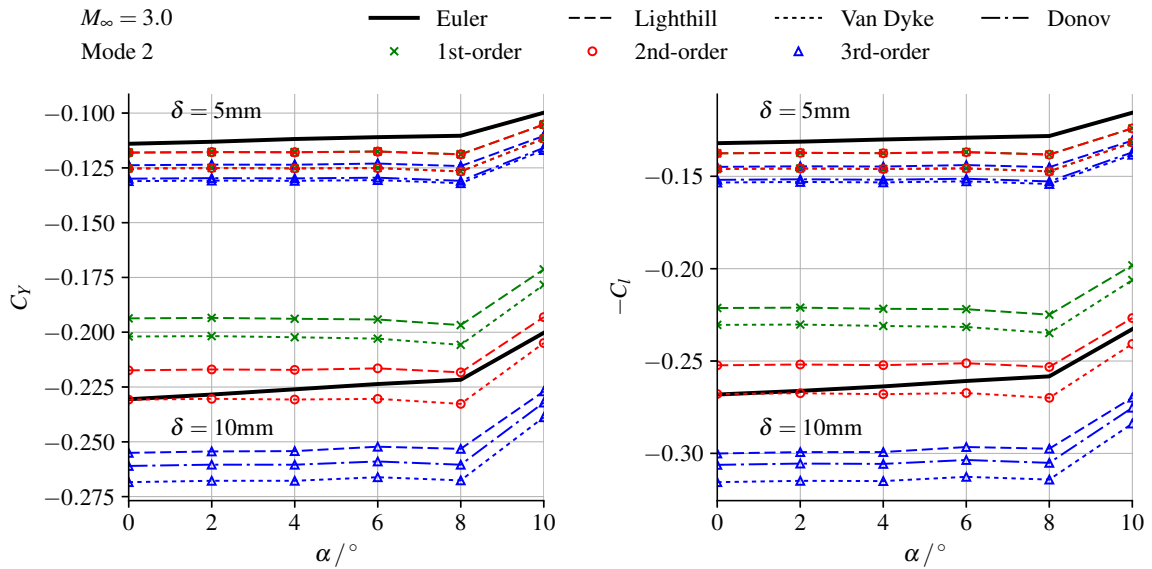 M∞ = 3.0
Euler
Lighthill
Van Dyke
Donov
Mode 2
1st-order
2nd-order
3rd-order
C_Y
−0.100
−0.125
−0.150
−0.175
−0.200
−0.225
−0.250
−0.275
δ = 5mm
δ = 10mm
0 2 4 6 8 10
α/°
−C_l
−0.15
−0.20
−0.25
−0.30
δ = 5mm
δ = 10mm
0 2 4 6 8 10
α/°